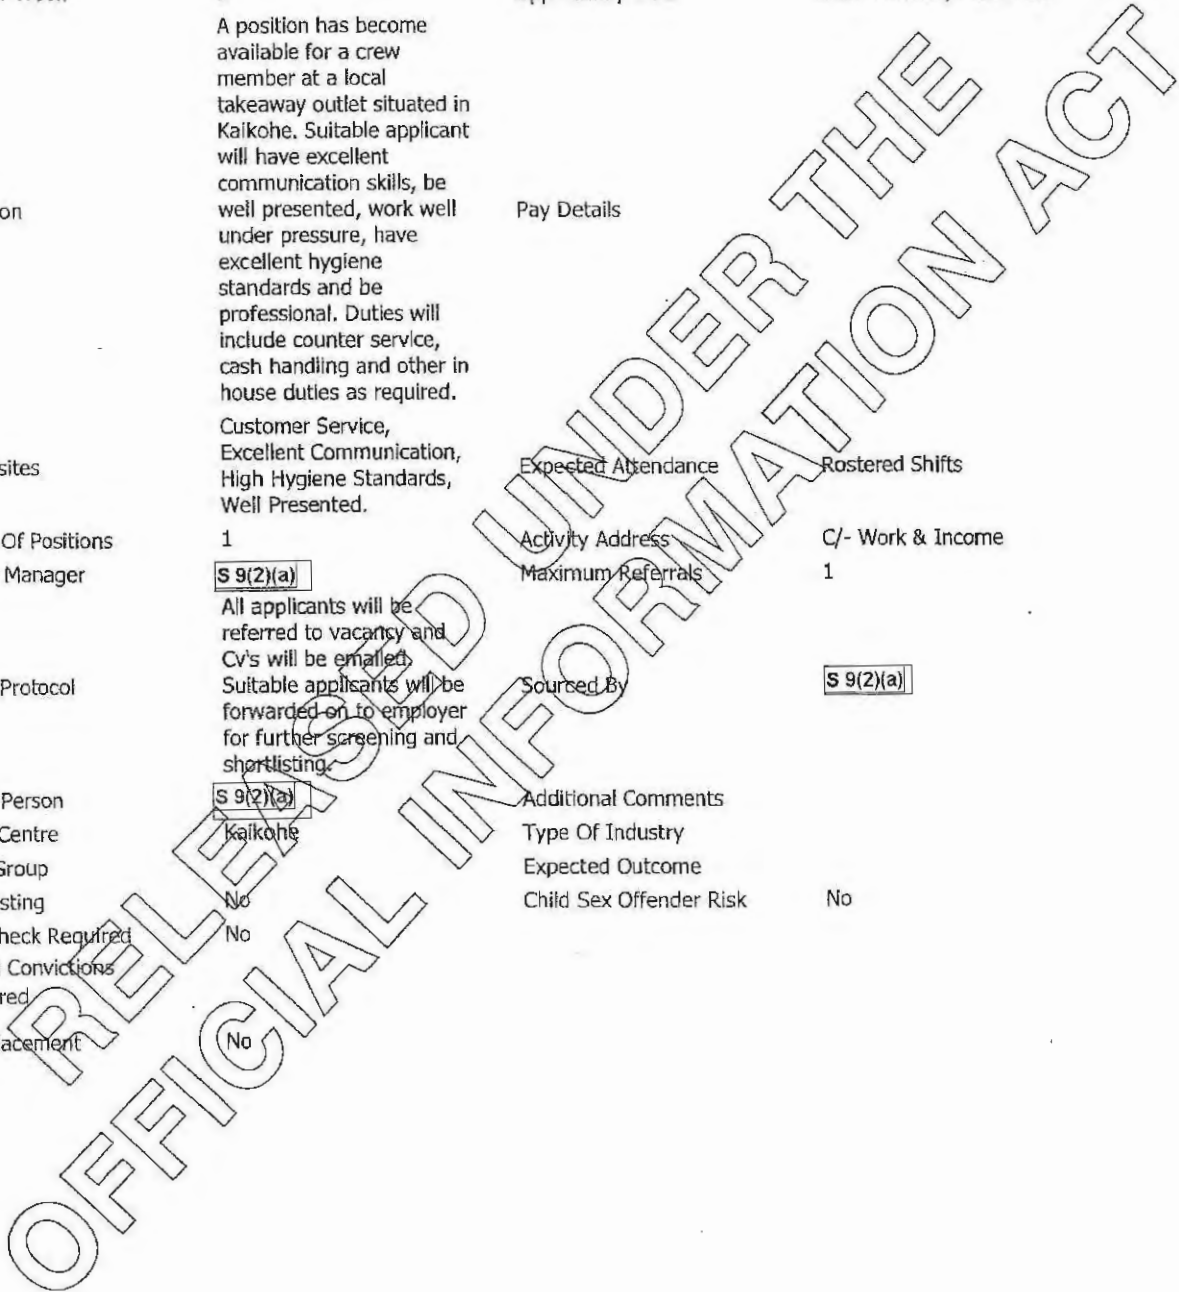 A position has become
available for a crew
member at a local
takeaway outlet situated in
Kaikohe. Suitable applicant
will have excellent
communication skills, be
on well presented, work well Pay Details
under pressure, have
excellent hygiene
standards and be
professional. Duties will
include counter service,
cash handling and other in
house duties as required.
Customer Service,
Excellent Communication,
sites High Hygiene Standards, Expected Attendance Rostered Shifts
Well Presented.
Of Positions 1 Activity Address C/- Work & Income
Manager S 9(2)(a) Maximum Referrals 1
All applicants will be
referred to vacancy and
Cv's will be emailed.
Protocol Suitable applicants will be Sourced By S 9(2)(a)
forwarded on to employer
for further screening and
shortlisting.
Person S 9(2)(a) Additional Comments
Centre Kaikohe Type Of Industry
Group Expected Outcome
sting No Child Sex Offender Risk No
heck Required No
Convictions
red
acement No
RELEASED UNDER THE
OFFICIAL INFORMATION ACT